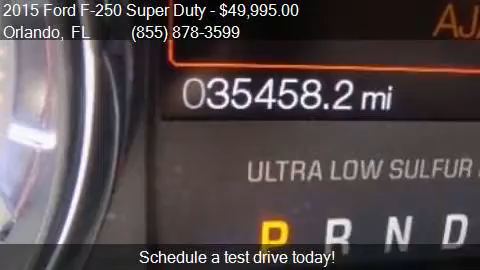 2015 Ford F-250 Super Duty - $49,995.00
Orlando, FL (855) 878-3599
035458.2 mi
ULTRA LOW SULFUR
P R N D
Schedule a test drive today!